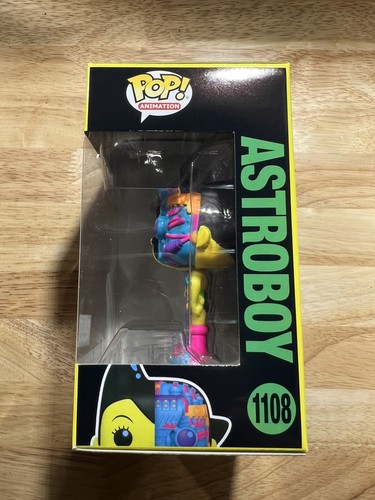 POP!
ANIMATION
ASTROBOY
1108